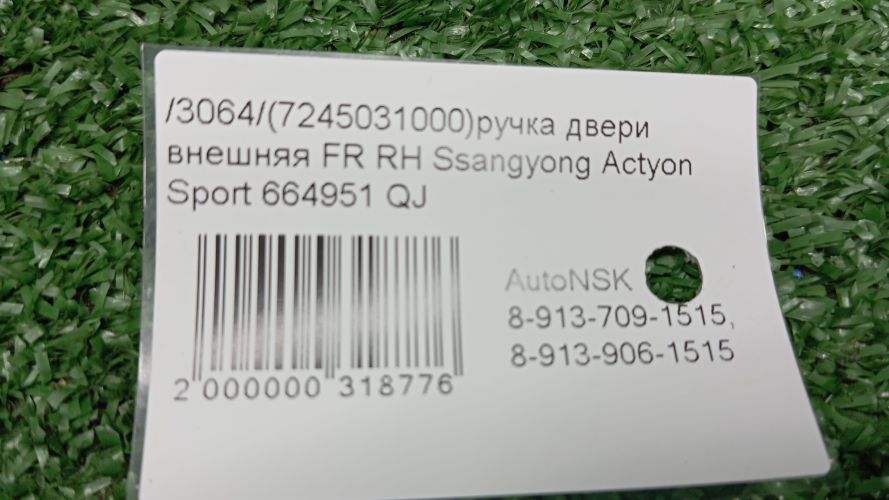 /3064/(7245031000)ручка двери
внешняя FR RH Ssangyong Actyon
Sport 664951 QJ
AutoNSK
8-913-709-1515,
8-913-906-1515
2 000000 318776